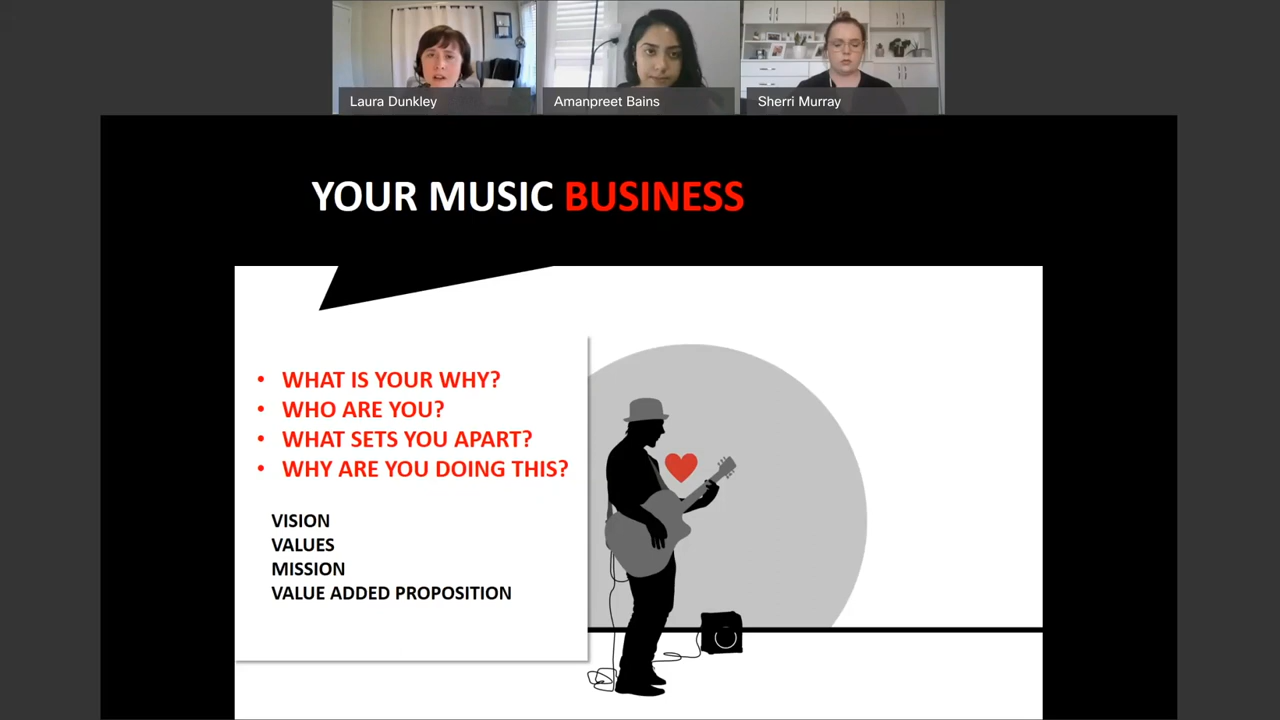 Laura Dunkley
Amanpreet Bains
Sherri Murray
YOUR MUSIC BUSINESS
• WHAT IS YOUR WHY?
• WHO ARE YOU?
• WHAT SETS YOU APART?
• WHY ARE YOU DOING THIS?
VISION
VALUES
MISSION
VALUE ADDED PROPOSITION